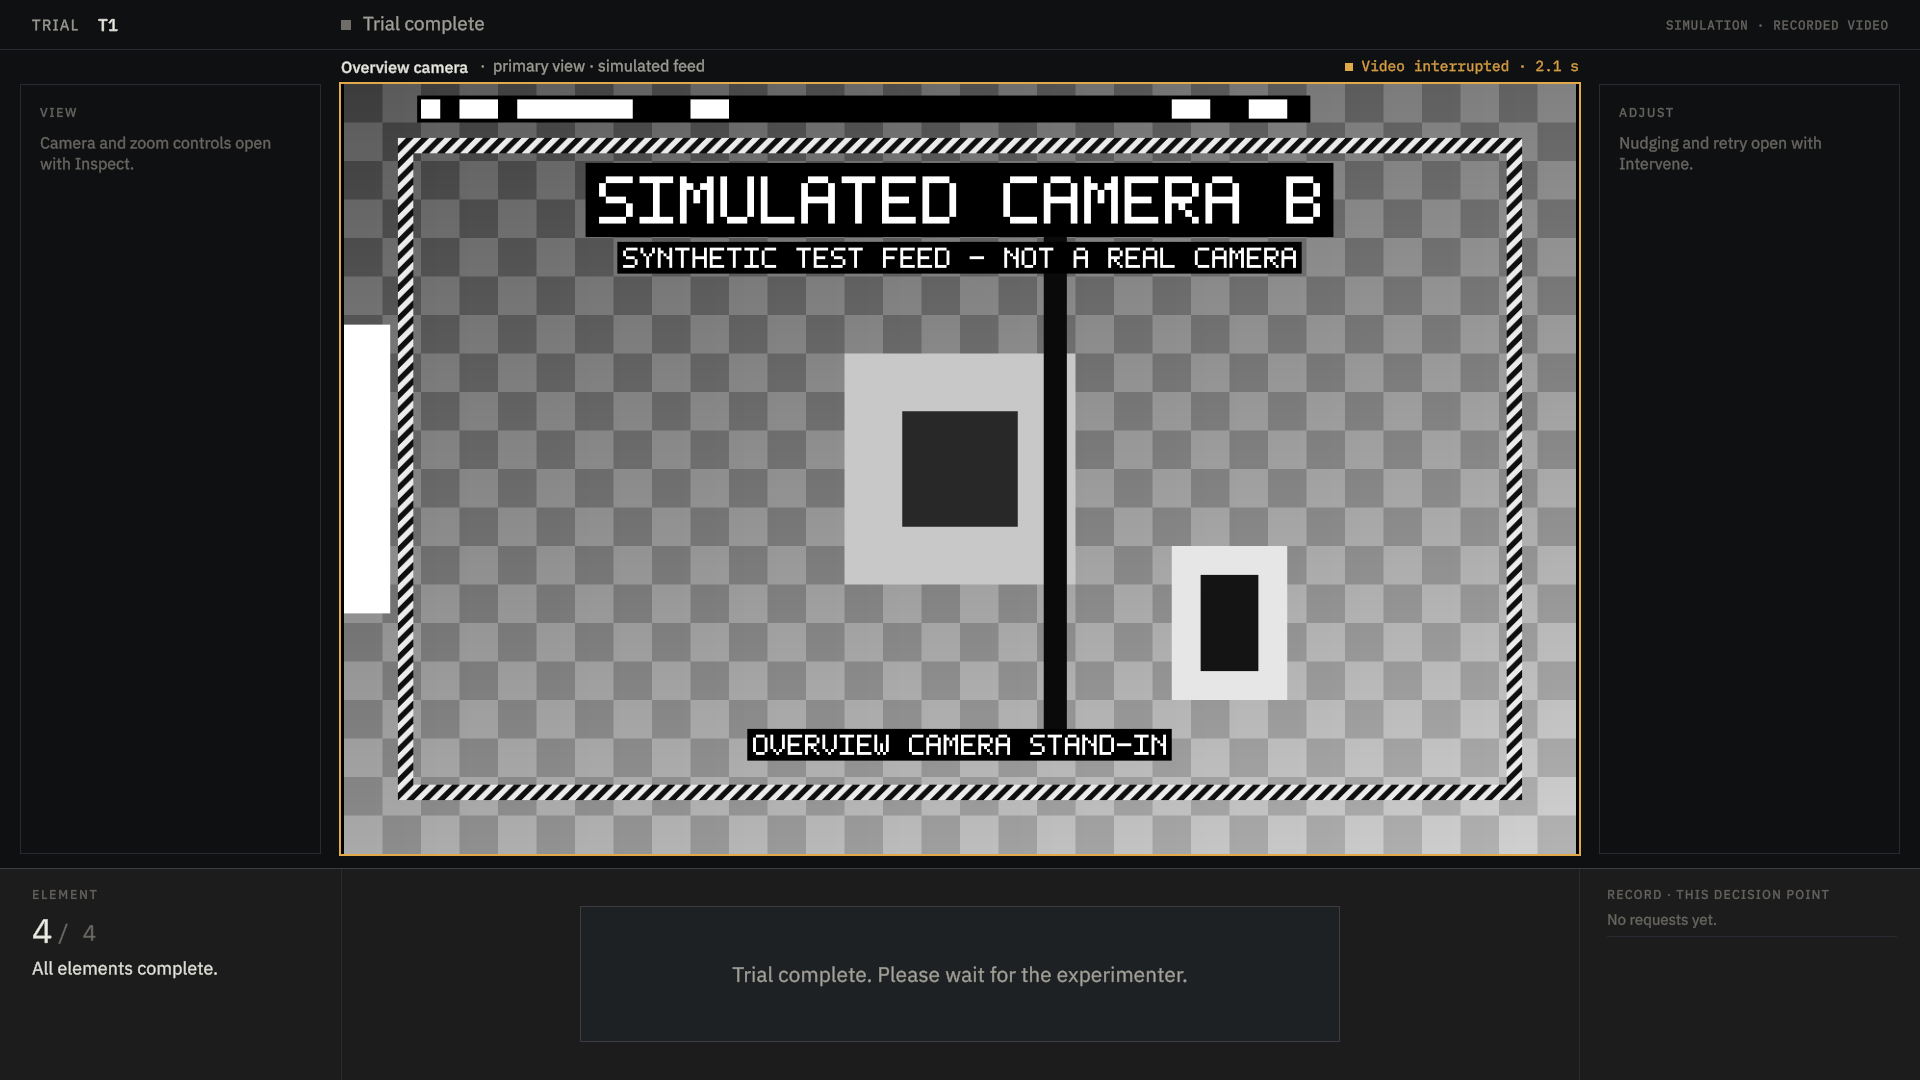 TRIAL T1
Trial complete
SIMULATION · RECORDED VIDEO
Overview camera · primary view · simulated feed
Video interrupted · 2.1 s
VIEW
Camera and zoom controls open
with Inspect.
SIMULATED CAMERA B
SYNTHETIC TEST FEED – NOT A REAL CAMERA
OVERVIEW CAMERA STAND–IN
ADJUST
Nudging and retry open with
Intervene.
ELEMENT
4 / 4
All elements complete.
Trial complete. Please wait for the experimenter.
RECORD · THIS DECISION POINT
No requests yet.